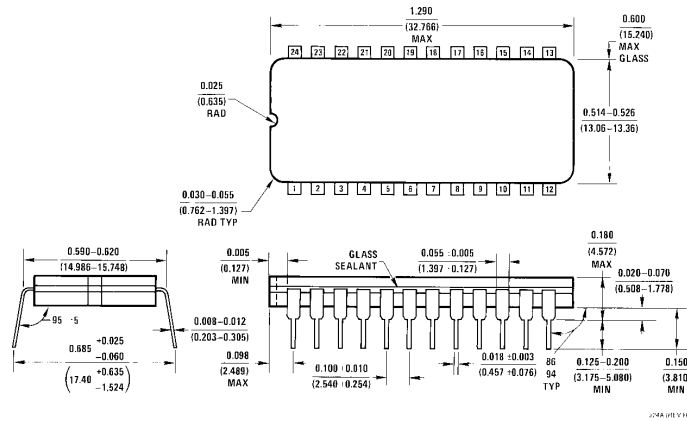 1.290
(32.766)
MAX
0.600
(15.240)
MAX
GLASS
24 23 22 21 20 19 18 17 16 15 14 13
0.025
(0.635)
RAD
0.514-0.526
(13.06-13.36)
0.030-0.055
(0.762-1.397)
RAD TYP
1 2 3 4 5 6 7 8 9 10 11 12
0.590-0.620
(14.986-15.748)
0.005
(0.127)
MIN
GLASS
SEALANT
0.055 ±0.005
(1.397 ±0.127)
0.180
(4.572)
MAX
0.020-0.070
(0.508-1.778)
95 ±5
0.008-0.012
(0.203-0.305)
0.685 +0.025
-0.060
(17.40 +0.635
-1.524)
0.098
(2.489)
MAX
0.100 ±0.010
(2.540 ±0.254)
0.018 ±0.003
(0.457 ±0.076)
86
94
TYP
0.125-0.200
(3.175-5.080)
MIN
0.150
(3.810)
MIN